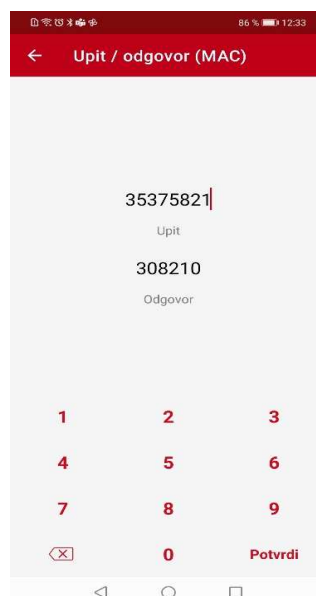 86 % 12:33
Upit / odgovor (MAC)
35375821
Upit
308210
Odgovor
1 2 3
4 5 6
7 8 9
0 Potvrdi